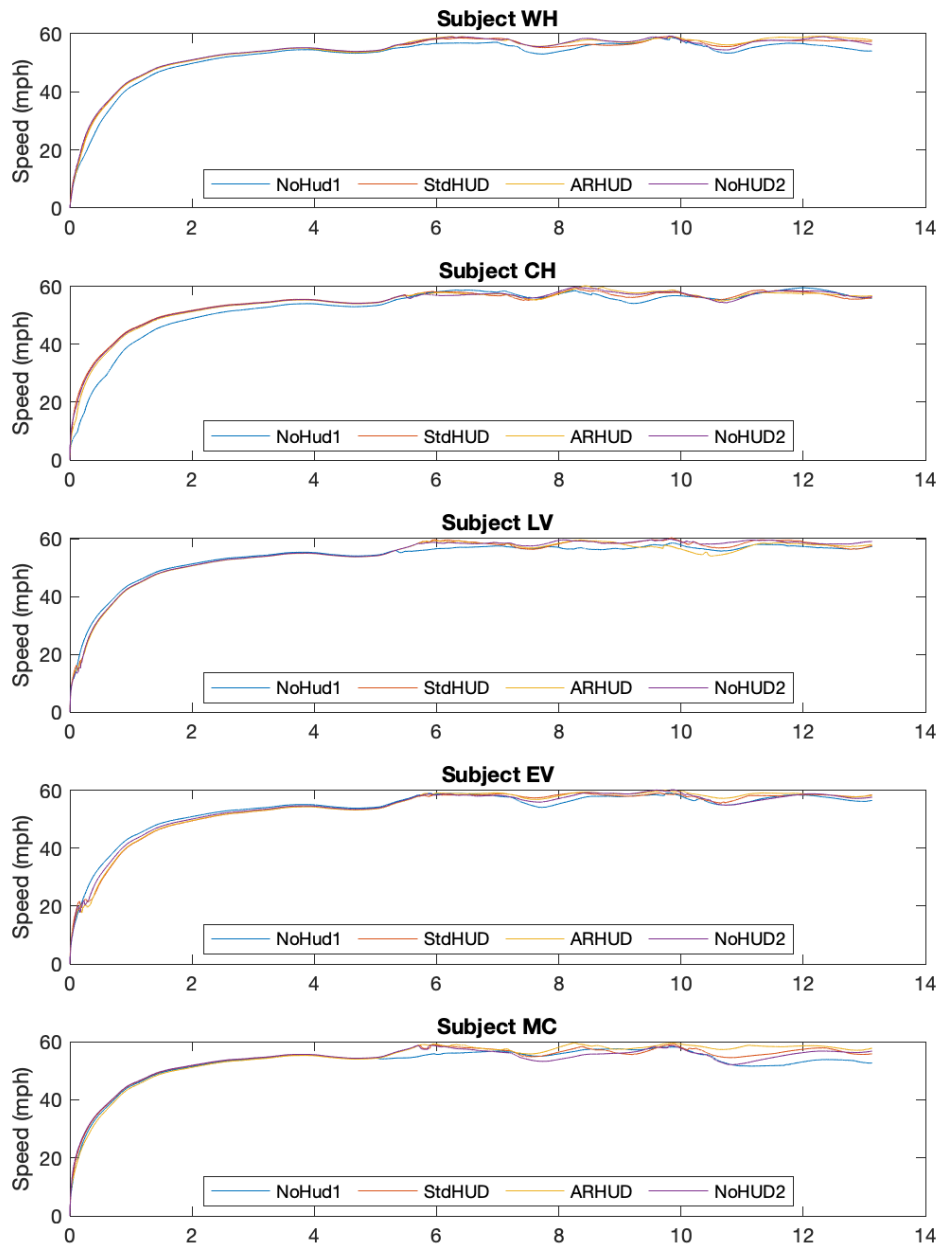 Subject WH
60
40
20
0
Speed (mph)
NoHud1 StdHUD ARHUD NoHUD2
0 2 4 6 8 10 12 14
Subject CH
60
40
20
0
Speed (mph)
NoHud1 StdHUD ARHUD NoHUD2
0 2 4 6 8 10 12 14
Subject LV
60
40
20
0
Speed (mph)
NoHud1 StdHUD ARHUD NoHUD2
0 2 4 6 8 10 12 14
Subject EV
60
40
20
0
Speed (mph)
NoHud1 StdHUD ARHUD NoHUD2
0 2 4 6 8 10 12 14
Subject MC
60
40
20
0
Speed (mph)
NoHud1 StdHUD ARHUD NoHUD2
0 2 4 6 8 10 12 14